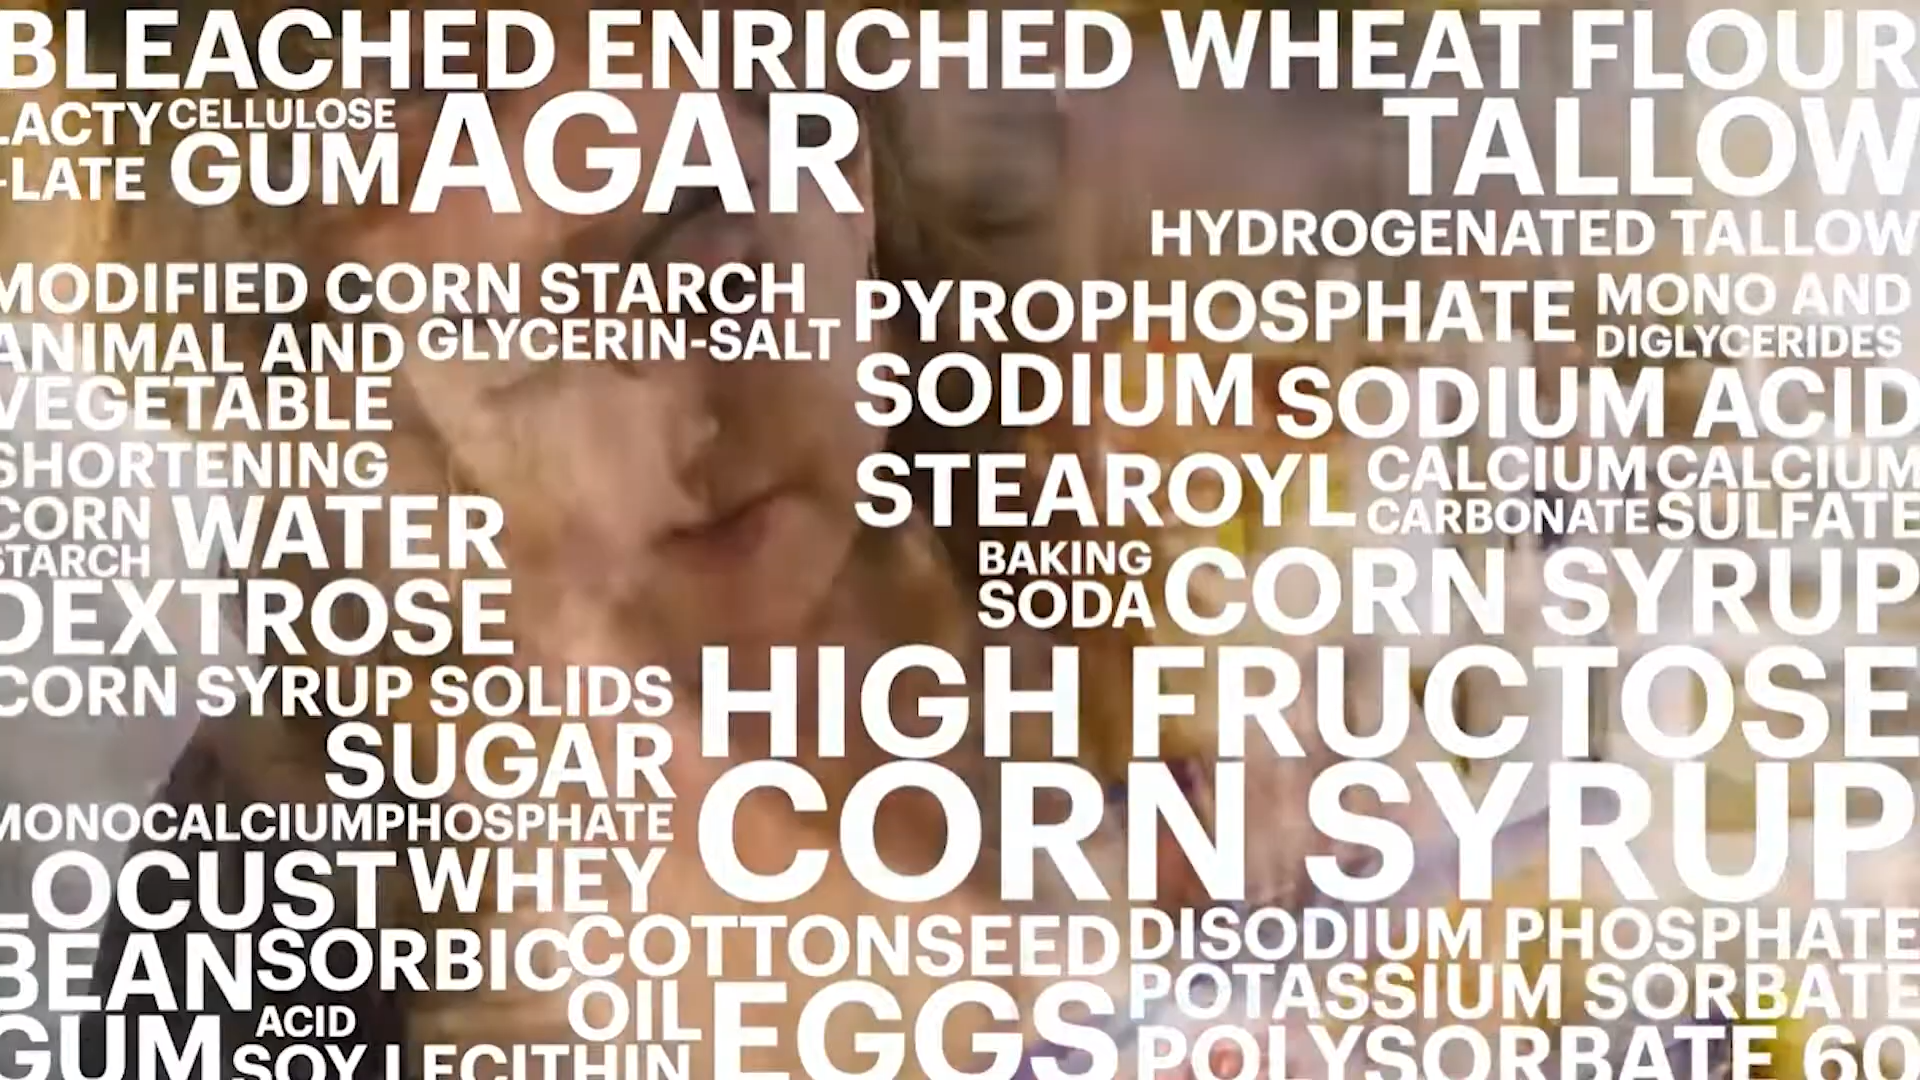 BLEACHED ENRICHED WHEAT FLOUR
LACTY
-LATE
CELLULOSE
GUM
AGAR
TALLOW
HYDROGENATED TALLOW
MODIFIED CORN STARCH
ANIMAL AND
VEGETABLE
SHORTENING
GLYCERIN-SALT
PYROPHOSPHATE
MONO AND
DIGLYCERIDES
SODIUM
STEAROYL
SODIUM ACID
CALCIUM
CARBONATE
CALCIUM
SULFATE
CORN
STARCH
WATER
DEXTROSE
BAKING
SODA
CORN SYRUP
CORN SYRUP SOLIDS
SUGAR
HIGH FRUCTOSE
CORN SYRUP
MONOCALCIUMPHOSPHATE
LOCUST
BEAN
GUM
WHEY
SORBIC
ACID
COTTONSEED
OIL
SOY LECITHIN
EGGS
DISODIUM PHOSPHATE
POTASSIUM SORBATE
POLYSORBATE 60